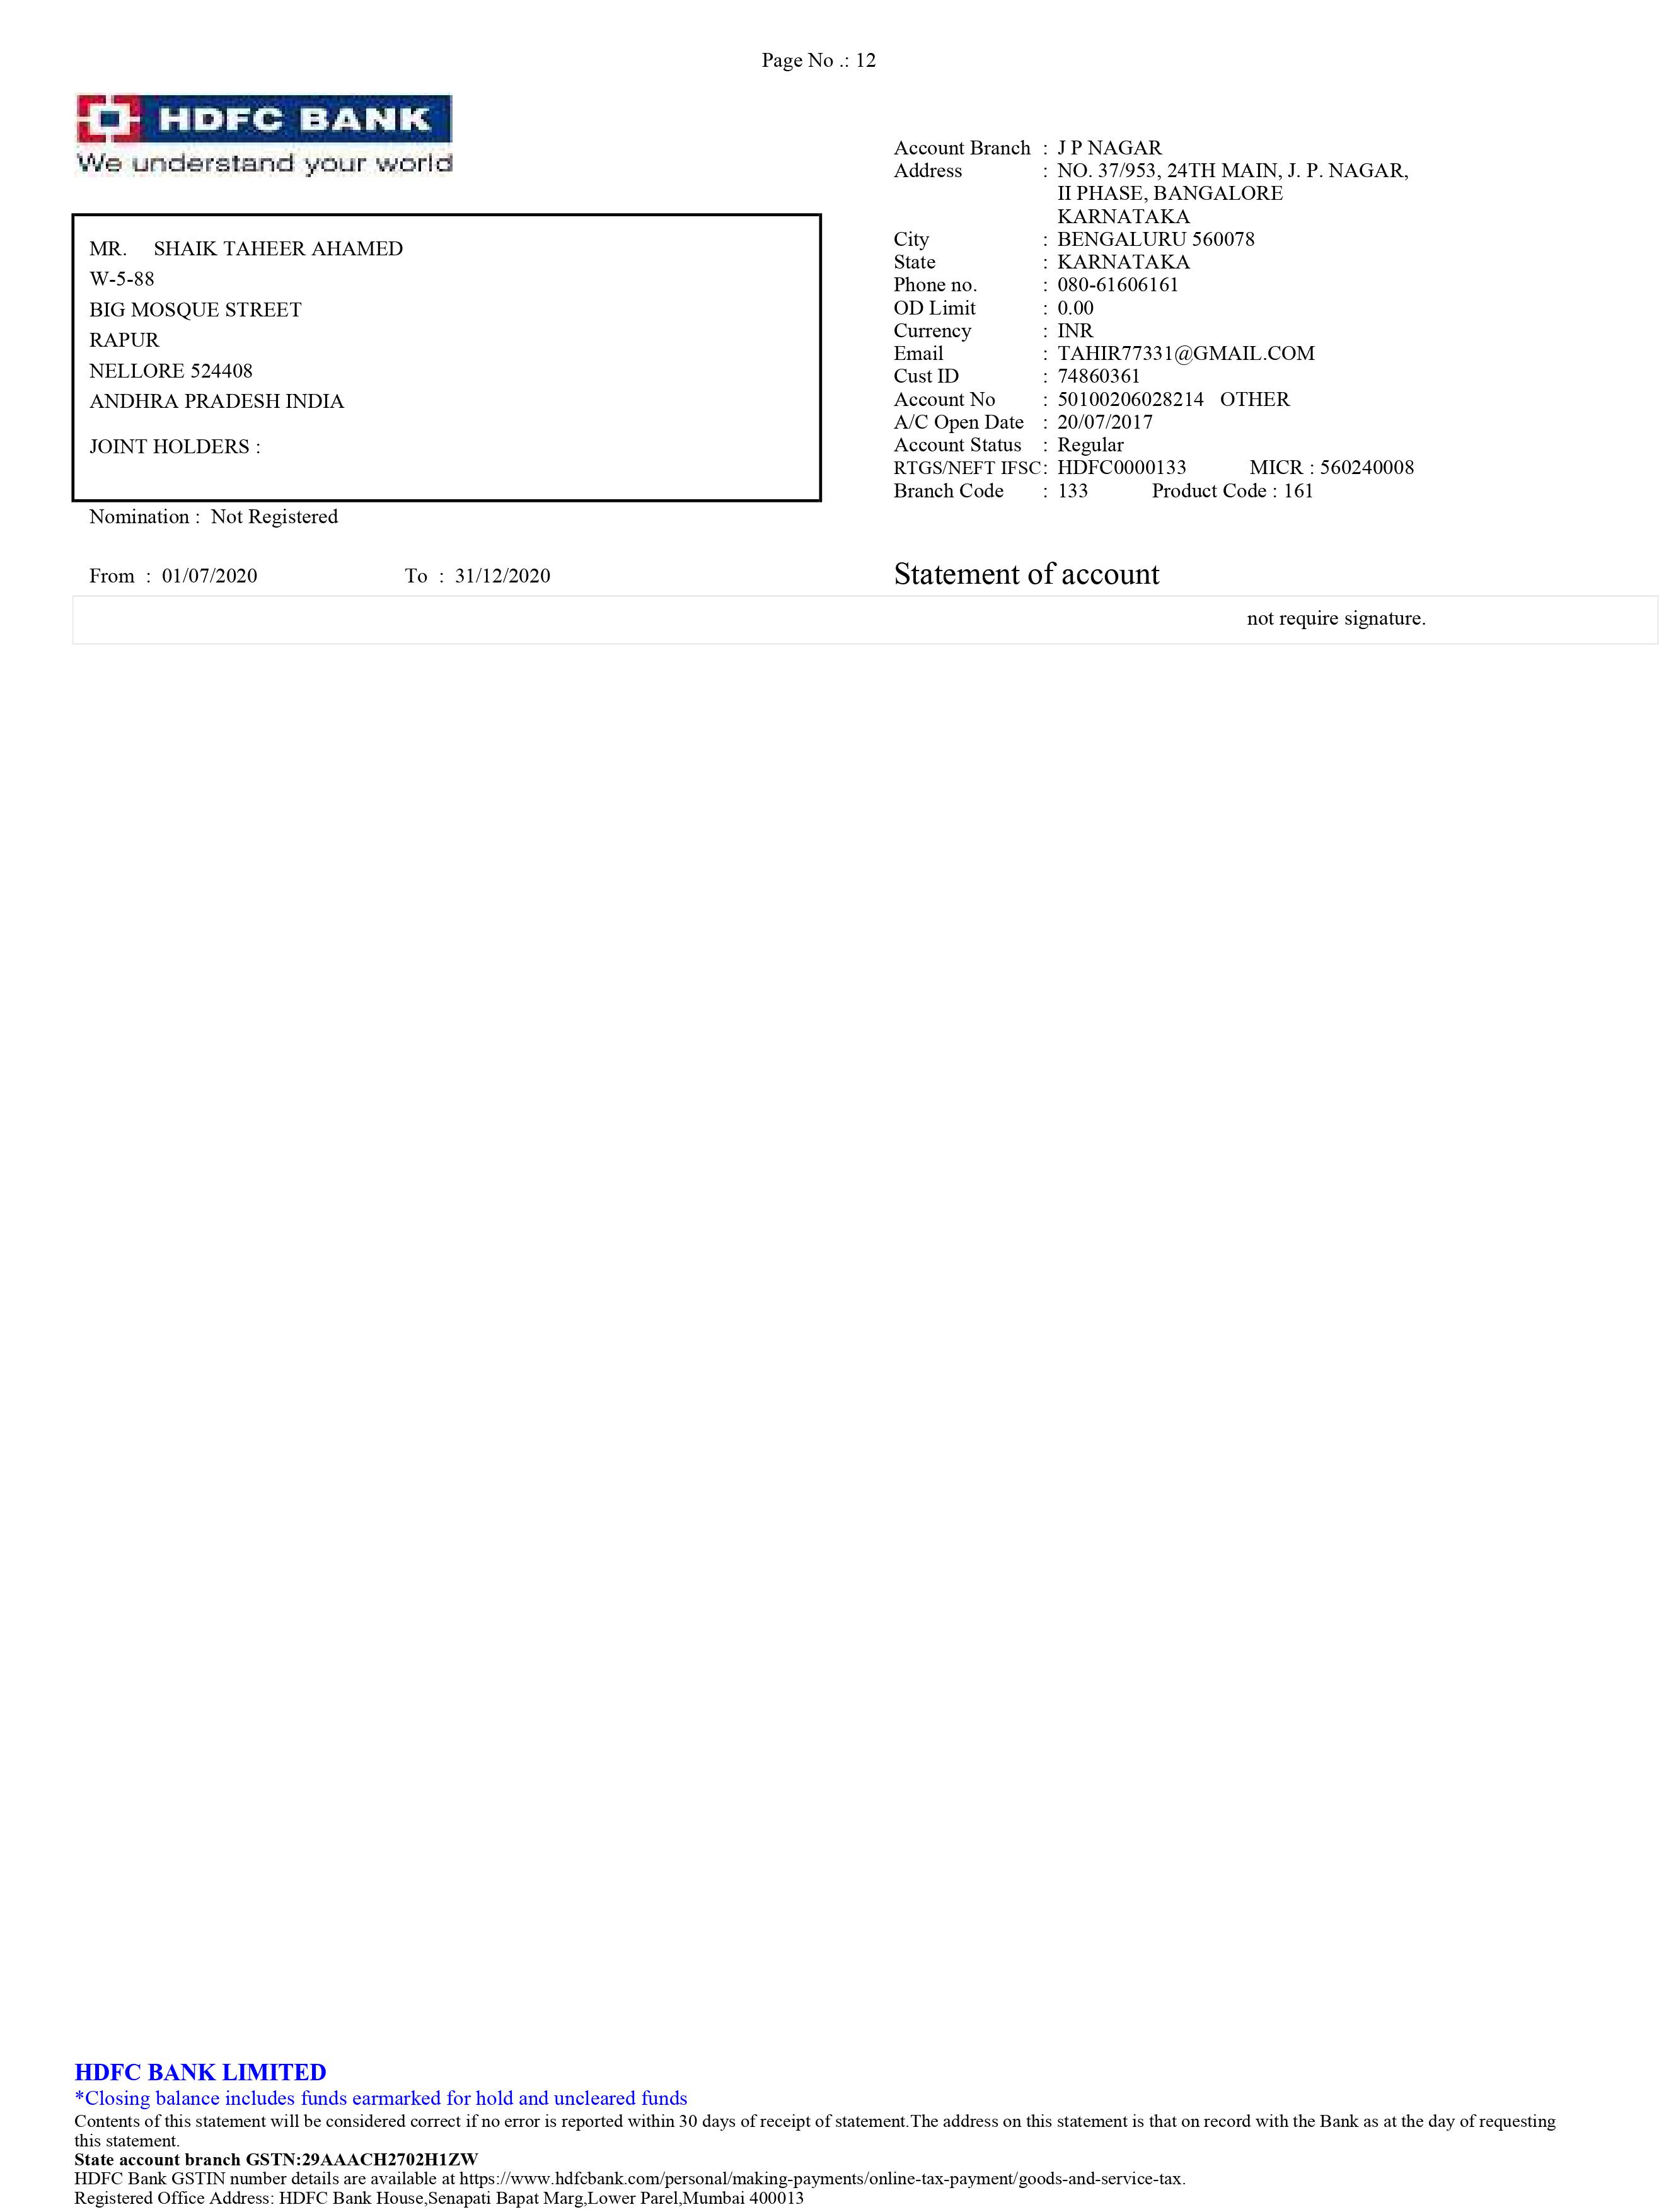 Page No .: 12
HDFC BANK
We understand your world
MR. SHAIK TAHEER AHAMED
W-5-88
BIG MOSQUE STREET
RAPUR
NELLORE 524408
ANDHRA PRADESH INDIA
JOINT HOLDERS :
Nomination : Not Registered
From : 01/07/2020 To : 31/12/2020
Account Branch : J P NAGAR
Address : NO. 37/953, 24TH MAIN, J. P. NAGAR,
II PHASE, BANGALORE
KARNATAKA
City : BENGALURU 560078
State : KARNATAKA
Phone no. : 080-61606161
OD Limit : 0.00
Currency : INR
Email : TAHIR77331@GMAIL.COM
Cust ID : 74860361
Account No : 50100206028214 OTHER
A/C Open Date : 20/07/2017
Account Status : Regular
RTGS/NEFT IFSC: HDFC0000133 MICR : 560240008
Branch Code : 133 Product Code : 161
Statement of account
not require signature.
HDFC BANK LIMITED
*Closing balance includes funds earmarked for hold and uncleared funds
Contents of this statement will be considered correct if no error is reported within 30 days of receipt of statement.The address on this statement is that on record with the Bank as at the day of requesting
this statement.
State account branch GSTN:29AAACH2702H1ZW
HDFC Bank GSTIN number details are available at https://www.hdfcbank.com/personal/making-payments/online-tax-payment/goods-and-service-tax.
Registered Office Address: HDFC Bank House,Senapati Bapat Marg,Lower Parel,Mumbai 400013